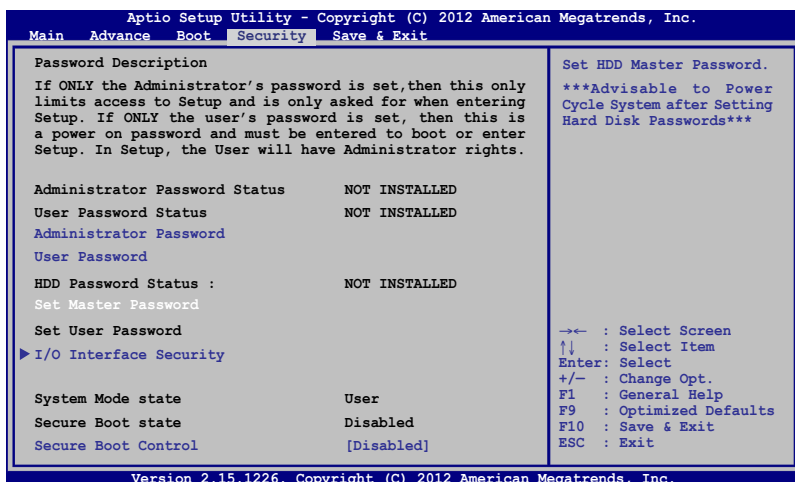 Aptio Setup Utility - Copyright (C) 2012 American Megatrends, Inc.
Main Advance Boot Security Save & Exit
Password Description
If ONLY the Administrator's password is set,then this only
limits access to Setup and is only asked for when entering
Setup. If ONLY the user's password is set, then this is
a power on password and must be entered to boot or enter
Setup. In Setup, the User will have Administrator rights.
Administrator Password Status NOT INSTALLED
User Password Status NOT INSTALLED
Administrator Password
User Password
HDD Password Status : NOT INSTALLED
Set Master Password
Set User Password
I/O Interface Security
System Mode state User
Secure Boot state Disabled
Secure Boot Control [Disabled]
Set HDD Master Password.
***Advisable to Power
Cycle System after Setting
Hard Disk Passwords***
→← : Select Screen
↑↓ : Select Item
Enter: Select
+/— : Change Opt.
F1 : General Help
F9 : Optimized Defaults
F10 : Save & Exit
ESC : Exit
Version 2.15.1226. Copyright (C) 2012 American Megatrends, Inc.